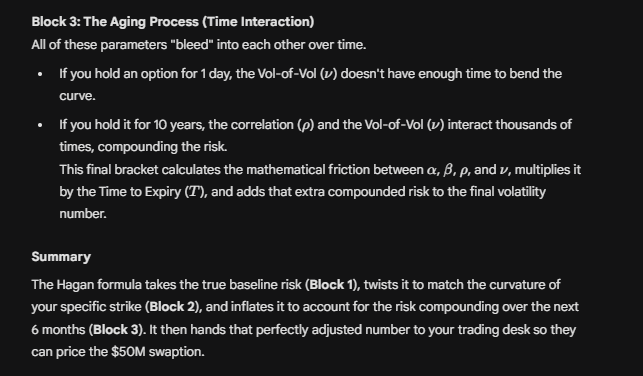 Block 3: The Aging Process (Time Interaction)
All of these parameters "bleed" into each other over time.
• If you hold an option for 1 day, the Vol-of-Vol (ν) doesn't have enough time to bend the
curve.
• If you hold it for 10 years, the correlation (ρ) and the Vol-of-Vol (ν) interact thousands of
times, compounding the risk.
This final bracket calculates the mathematical friction between α, β, ρ, and ν, multiplies it
by the Time to Expiry (T), and adds that extra compounded risk to the final volatility
number.
Summary
The Hagan formula takes the true baseline risk (Block 1), twists it to match the curvature of
your specific strike (Block 2), and inflates it to account for the risk compounding over the next
6 months (Block 3). It then hands that perfectly adjusted number to your trading desk so they
can price the $50M swaption.